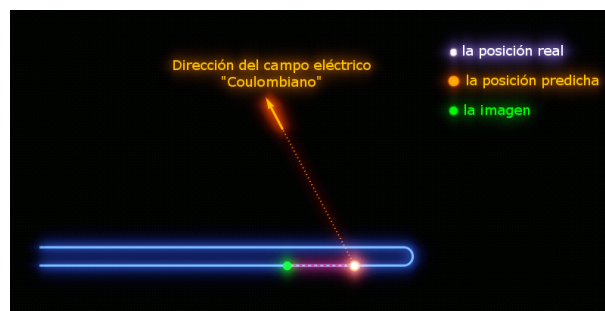 Dirección del campo eléctrico
"Coulombiano"
la posición real
la posición predicha
la imagen